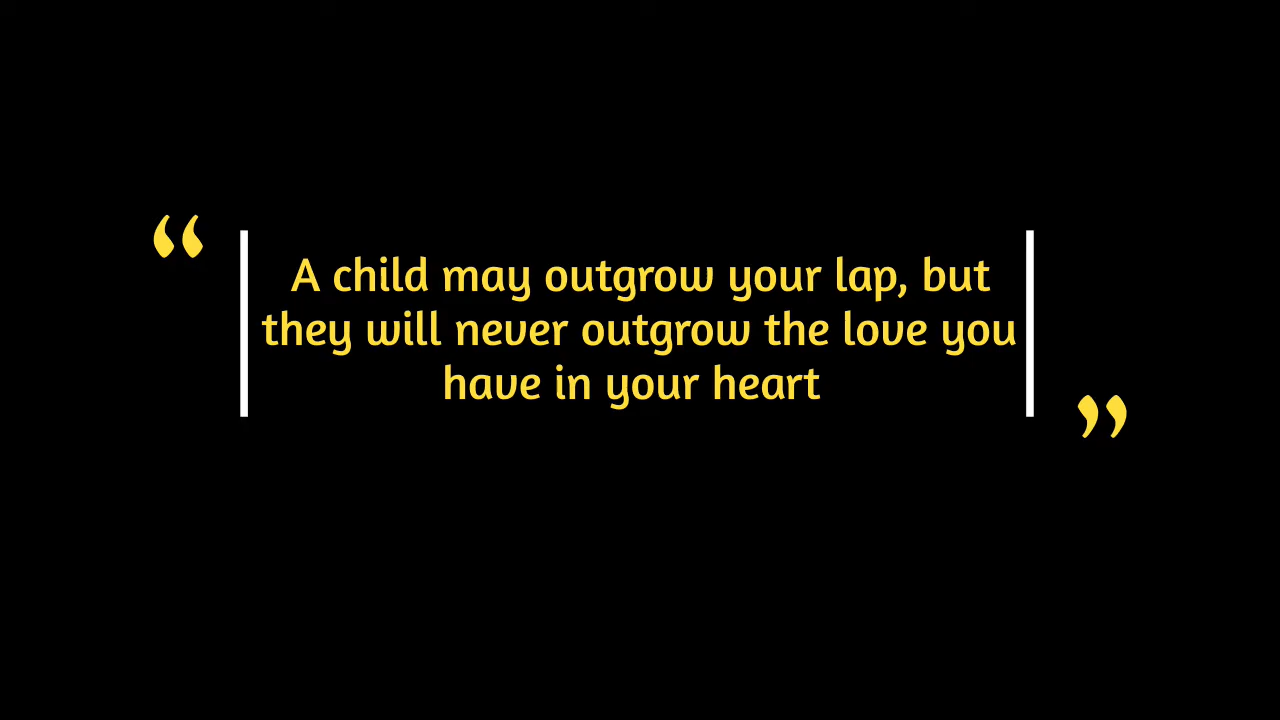 “
A child may outgrow your lap, but
they will never outgrow the love you
have in your heart
”